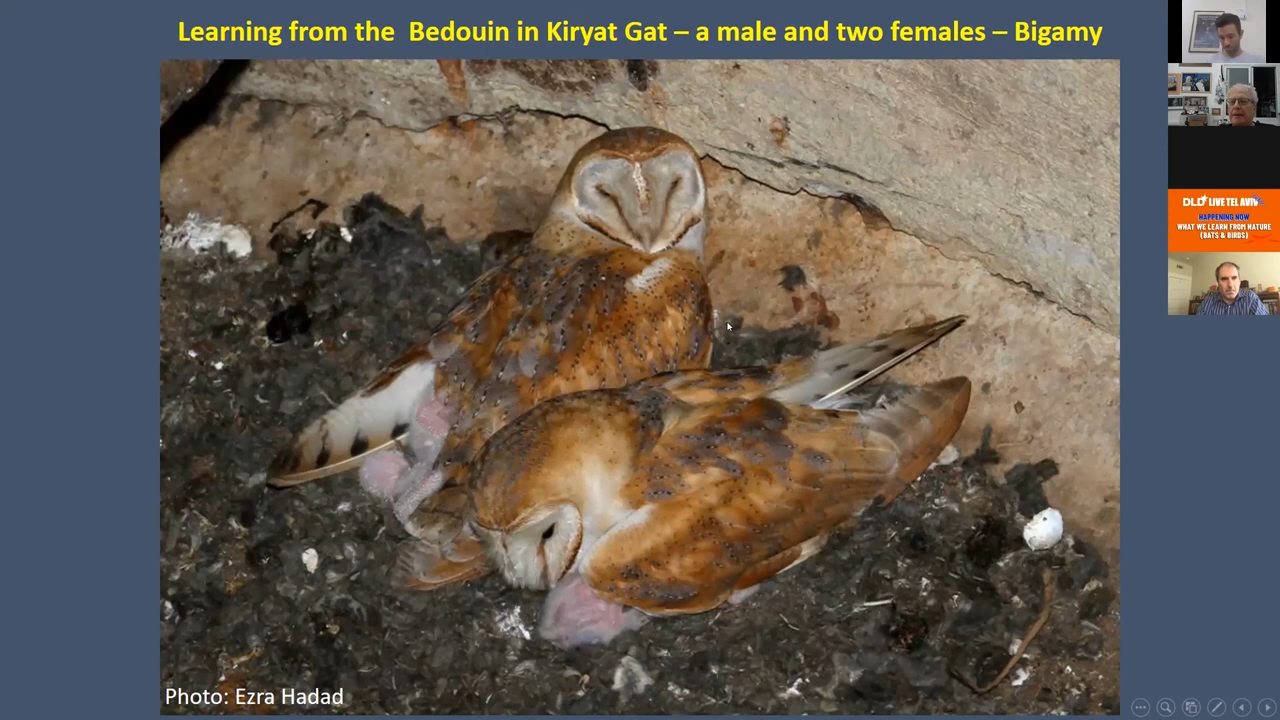 Learning from the Bedouin in Kiryat Gat – a male and two females – Bigamy
DLD LIVE TEL AVIV
HAPPENING NOW
WHAT WE LEARN FROM NATURE
(BATS & BIRDS)
Photo: Ezra Hadad